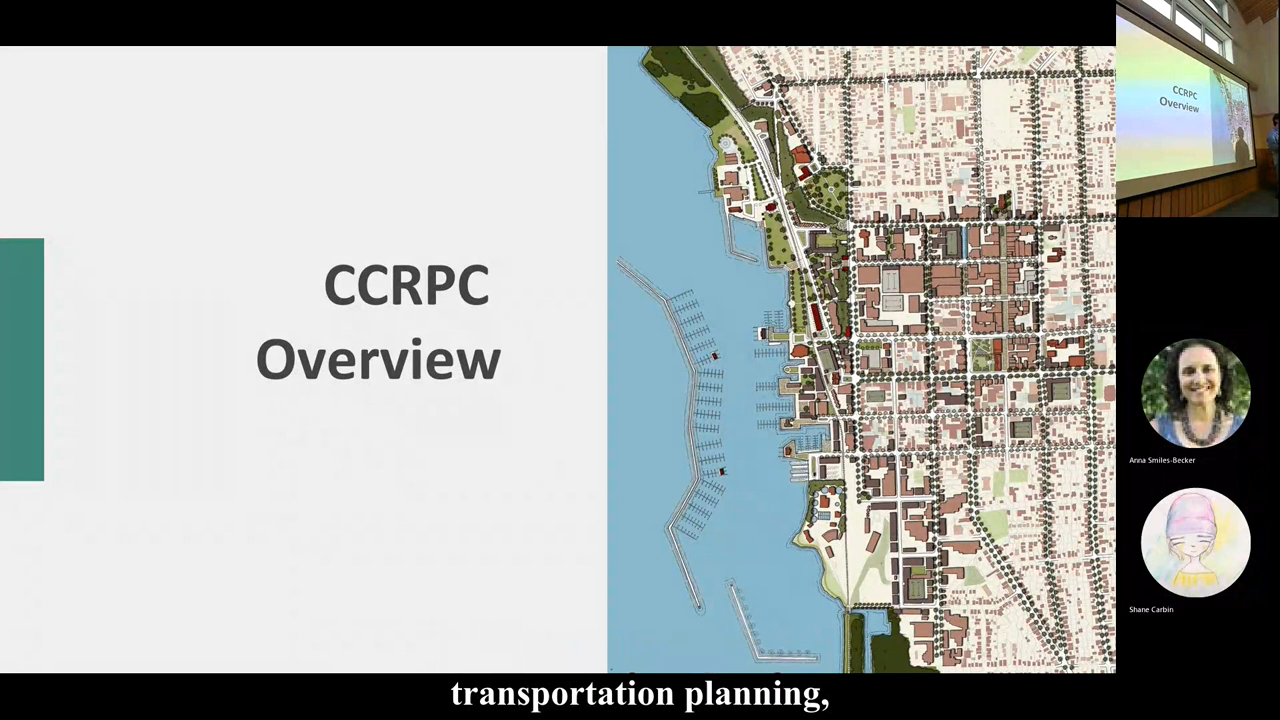 CCRPC
Overview
CCRPC
Overview
Anna Smiles-Becker
Shane Carbin
transportation planning,